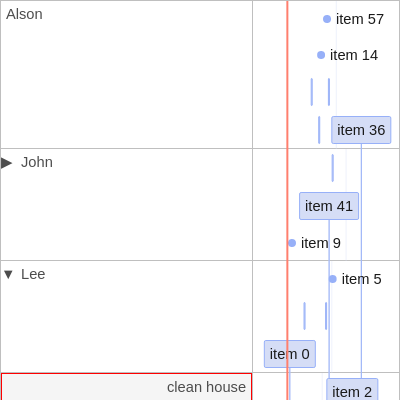 Alson
item 57
item 14
item 36
▶ John
item 41
item 9
▼ Lee
item 5
item 0
clean house
item 2